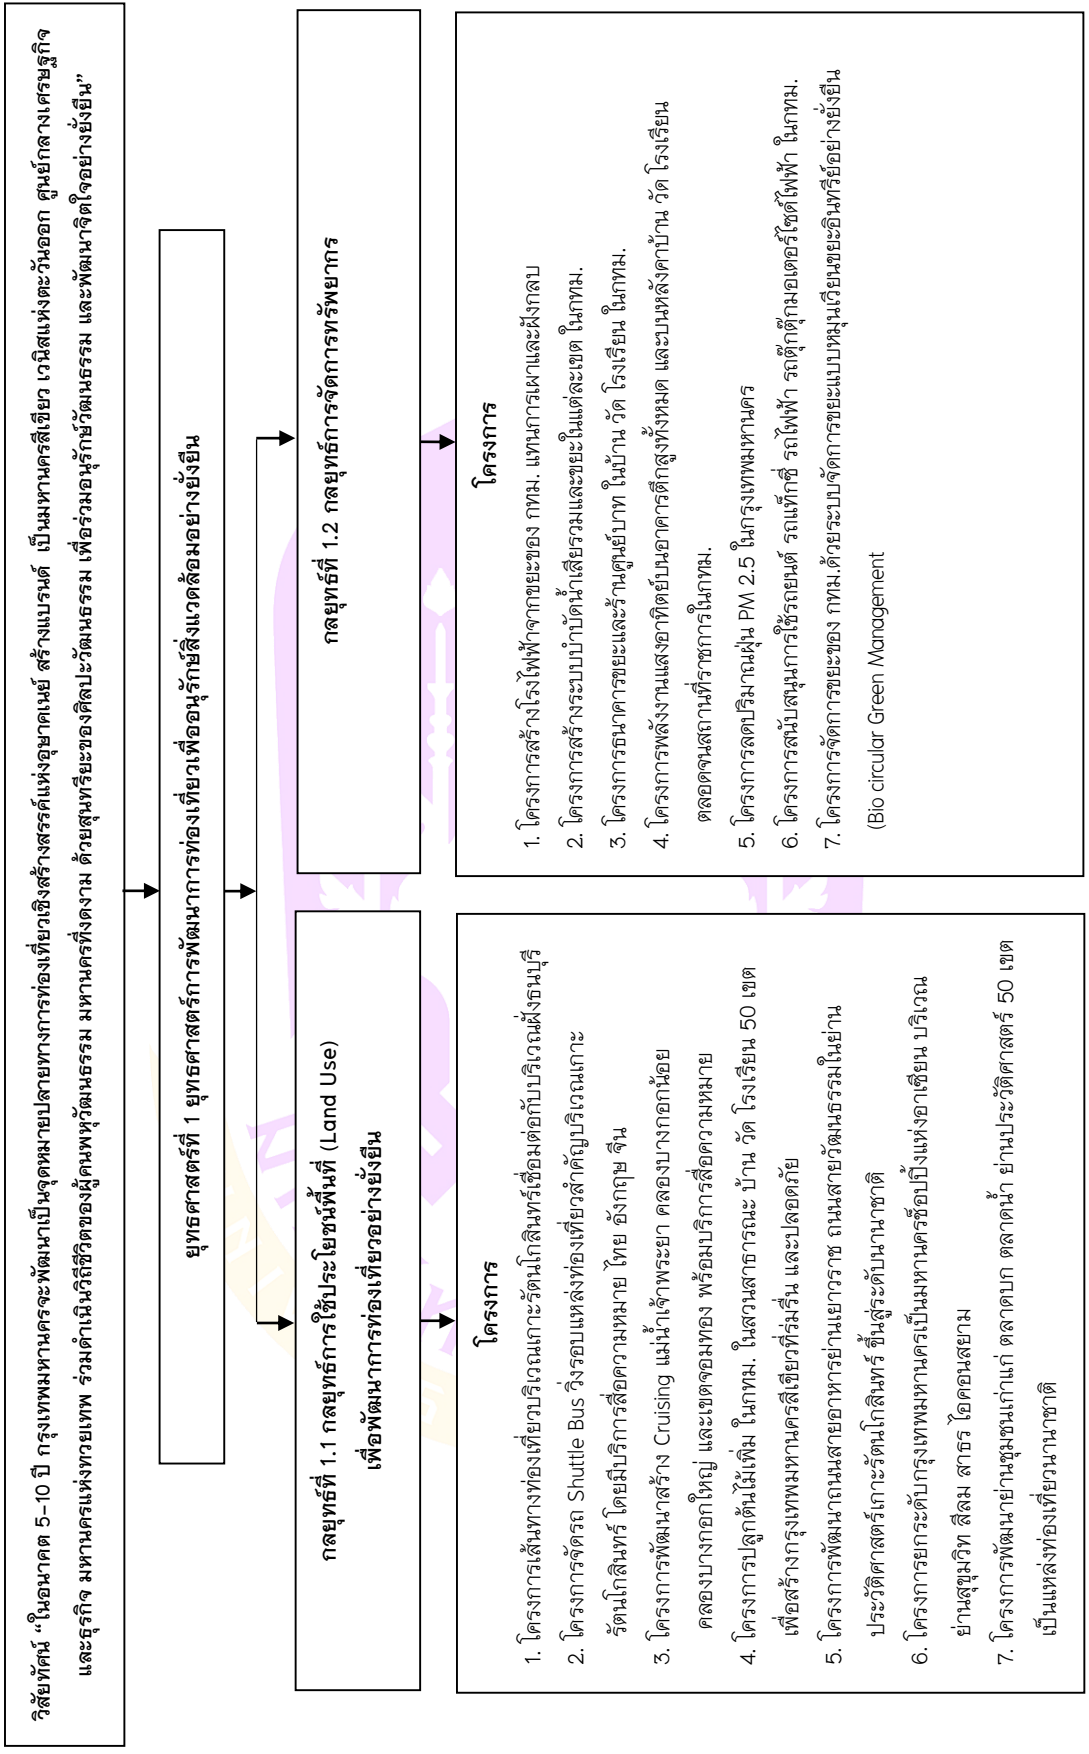 วิสัยทัศน์ “ในอนาคต 5–10 ปี กรุงเทพมหานครจะพัฒนาเป็นจุดหมายปลายทางการท่องเที่ยวเชิงสร้างสรรค์แห่งอุษาคเนย์ สร้างแบรนด์ เป็นมหานครสีเขียว เวนิสแห่งตะวันออก ศูนย์กลางเศรษฐกิจ
และธุรกิจ มหานครแห่งทวยเทพ ร่วมดำเนินวิถีชีวิตของผู้คนพหุวัฒนธรรม มหานครที่งดงาม ด้วยสุนทรียะของศิลปะวัฒนธรรม เพื่อร่วมอนุรักษ์วัฒนธรรม และพัฒนาจิตใจอย่างยั่งยืน”
ยุทธศาสตร์ที่ 1 ยุทธศาสตร์การพัฒนาการท่องเที่ยวเพื่ออนุรักษ์สิ่งแวดล้อมอย่างยั่งยืน
กลยุทธ์ที่ 1.1 กลยุทธ์การใช้ประโยชน์พื้นที่ (Land Use)
เพื่อพัฒนาการท่องเที่ยวอย่างยั่งยืน
โครงการ
1. โครงการเส้นทางท่องเที่ยวบริเวณเกาะรัตนโกสินทร์เชื่อมต่อกับบริเวณฝั่งธนบุรี
2. โครงการจัดรถ Shuttle Bus วิ่งรอบแหล่งท่องเที่ยวสำคัญบริเวณเกาะ
รัตนโกสินทร์ โดยมีบริการสื่อความหมาย ไทย อังกฤษ จีน
3. โครงการพัฒนาสร้าง Cruising แม่น้ำเจ้าพระยา คลองบางกอกน้อย
คลองบางกอกใหญ่ และเขตจอมทอง พร้อมบริการสื่อความหมาย
4. โครงการปลูกต้นไม้เพิ่ม ในกทม. ในสวนสาธารณะ บ้าน วัด โรงเรียน 50 เขต
เพื่อสร้างกรุงเทพมหานครสีเขียวที่ร่มรื่น และปลอดภัย
5. โครงการพัฒนาถนนสายอาหารย่านเยาวราช ถนนสายวัฒนธรรมในย่าน
ประวัติศาสตร์เกาะรัตนโกสินทร์ ขึ้นสู่ระดับนานาชาติ
6. โครงการยกระดับกรุงเทพมหานครเป็นมหานครช็อปปิ้งแห่งอาเซียน บริเวณ
ย่านสุขุมวิท สีลม สาธร ไอคอนสยาม
7. โครงการพัฒนาย่านชุมชนเก่าแก่ ตลาดบก ตลาดน้ำ ย่านประวัติศาสตร์ 50 เขต
เป็นแหล่งท่องเที่ยวนานาชาติ
กลยุทธ์ที่ 1.2 กลยุทธ์การจัดการทรัพยากร
โครงการ
1. โครงการสร้างโรงไฟฟ้าจากขยะของ กทม. แทนการเผาและฝังกลบ
2. โครงการสร้างระบบบำบัดน้ำเสียรวมและขยะในแต่ละเขต ในกทม.
3. โครงการธนาคารขยะและร้านศูนย์บาท ในบ้าน วัด โรงเรียน ในกทม.
4. โครงการพลังงานแสงอาทิตย์บนอาคารตึกสูงทั้งหมด และบนหลังคาบ้าน วัด โรงเรียน
ตลอดจนสถานที่ราชการในกทม.
5. โครงการลดปริมาณฝุ่น PM 2.5 ในกรุงเทพมหานคร
6. โครงการสนับสนุนการใช้รถยนต์ รถแท็กซี่ รถไฟฟ้า รถตุ๊กตุ๊กมอเตอร์ไซด์ไฟฟ้า ในกทม.
7. โครงการจัดการขยะของ กทม.ด้วยระบบจัดการขยะแบบหมุนเวียนขยะอินทรีย์อย่างยั่งยืน
(Bio circular Green Management